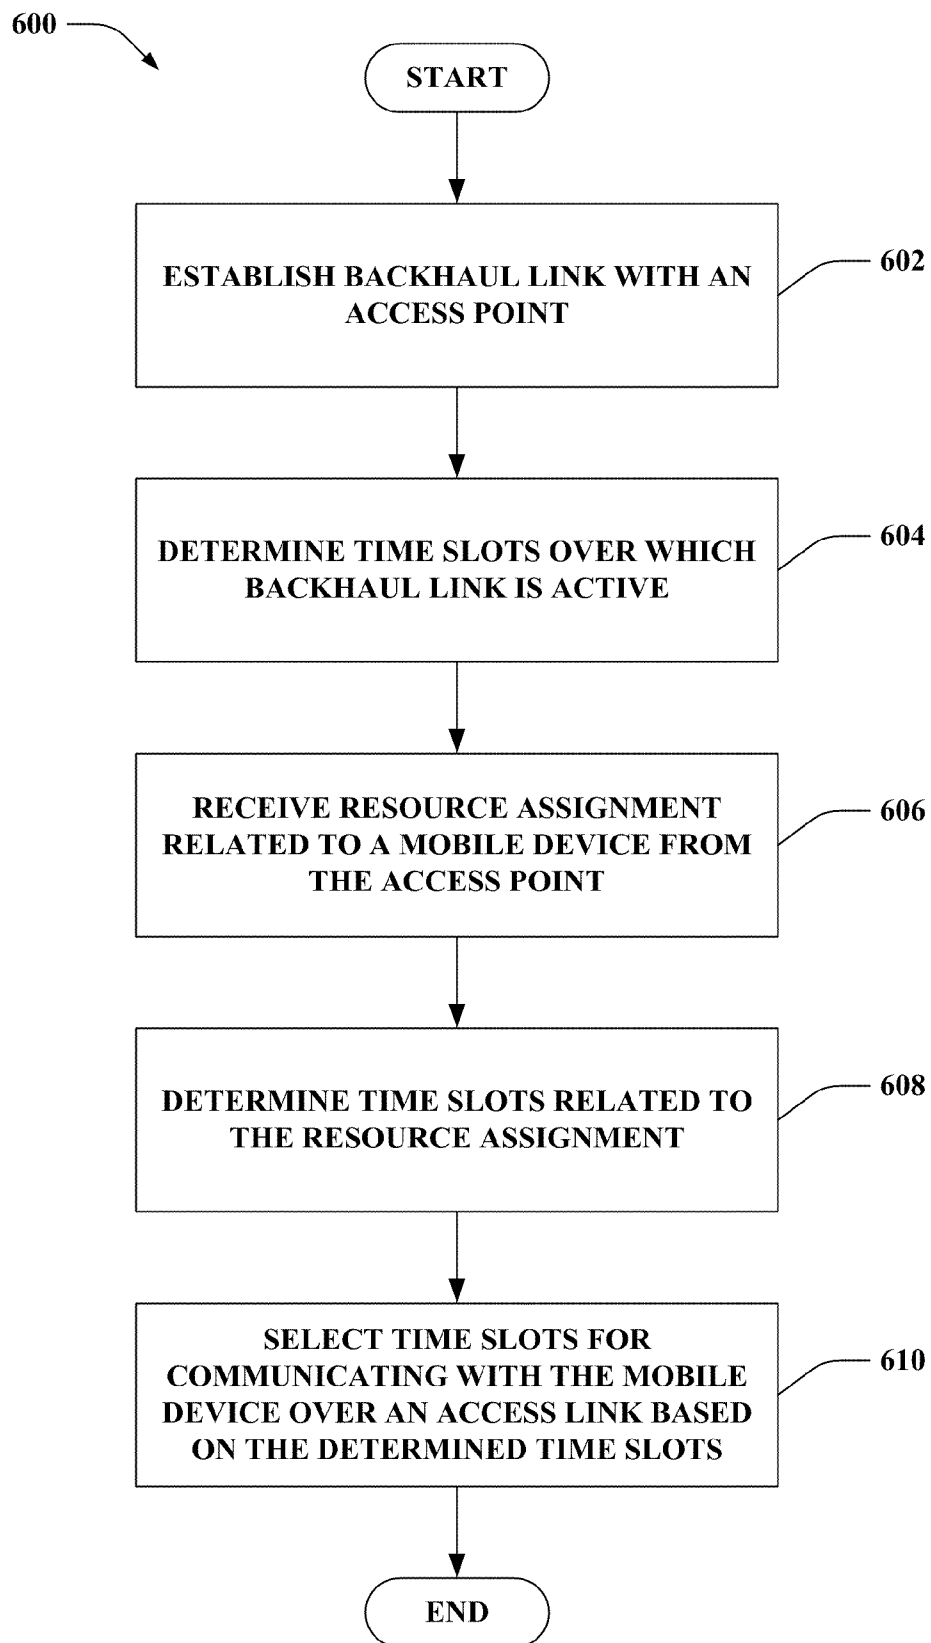 600
START
ESTABLISH BACKHAUL LINK WITH AN
ACCESS POINT
602
DETERMINE TIME SLOTS OVER WHICH
BACKHAUL LINK IS ACTIVE
604
RECEIVE RESOURCE ASSIGNMENT
RELATED TO A MOBILE DEVICE FROM
THE ACCESS POINT
606
DETERMINE TIME SLOTS RELATED TO
THE RESOURCE ASSIGNMENT
608
SELECT TIME SLOTS FOR
COMMUNICATING WITH THE MOBILE
DEVICE OVER AN ACCESS LINK BASED
ON THE DETERMINED TIME SLOTS
610
END